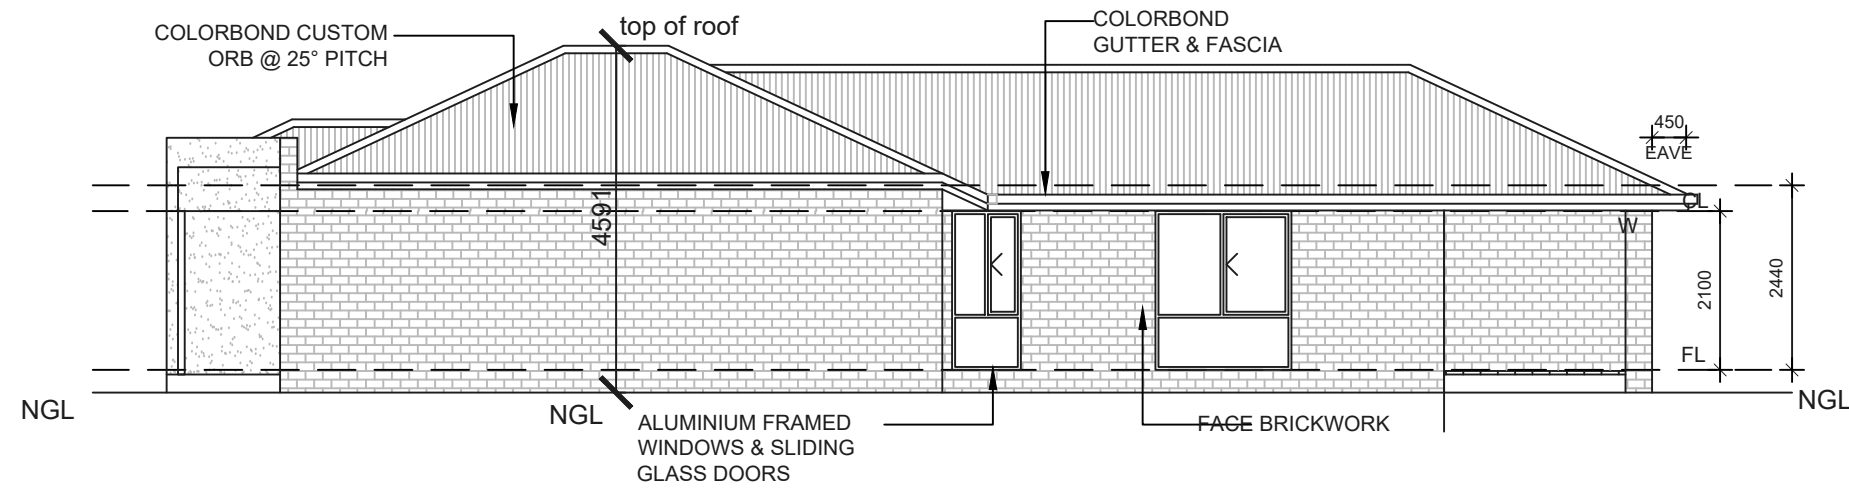 COLORBOND CUSTOM
ORB @ 25° PITCH
top of roof
COLORBOND
GUTTER & FASCIA
450
EAVE
CL
W
4591
2100
2440
FL
NGL
NGL
NGL
ALUMINIUM FRAMED
WINDOWS & SLIDING
GLASS DOORS
FACE BRICKWORK